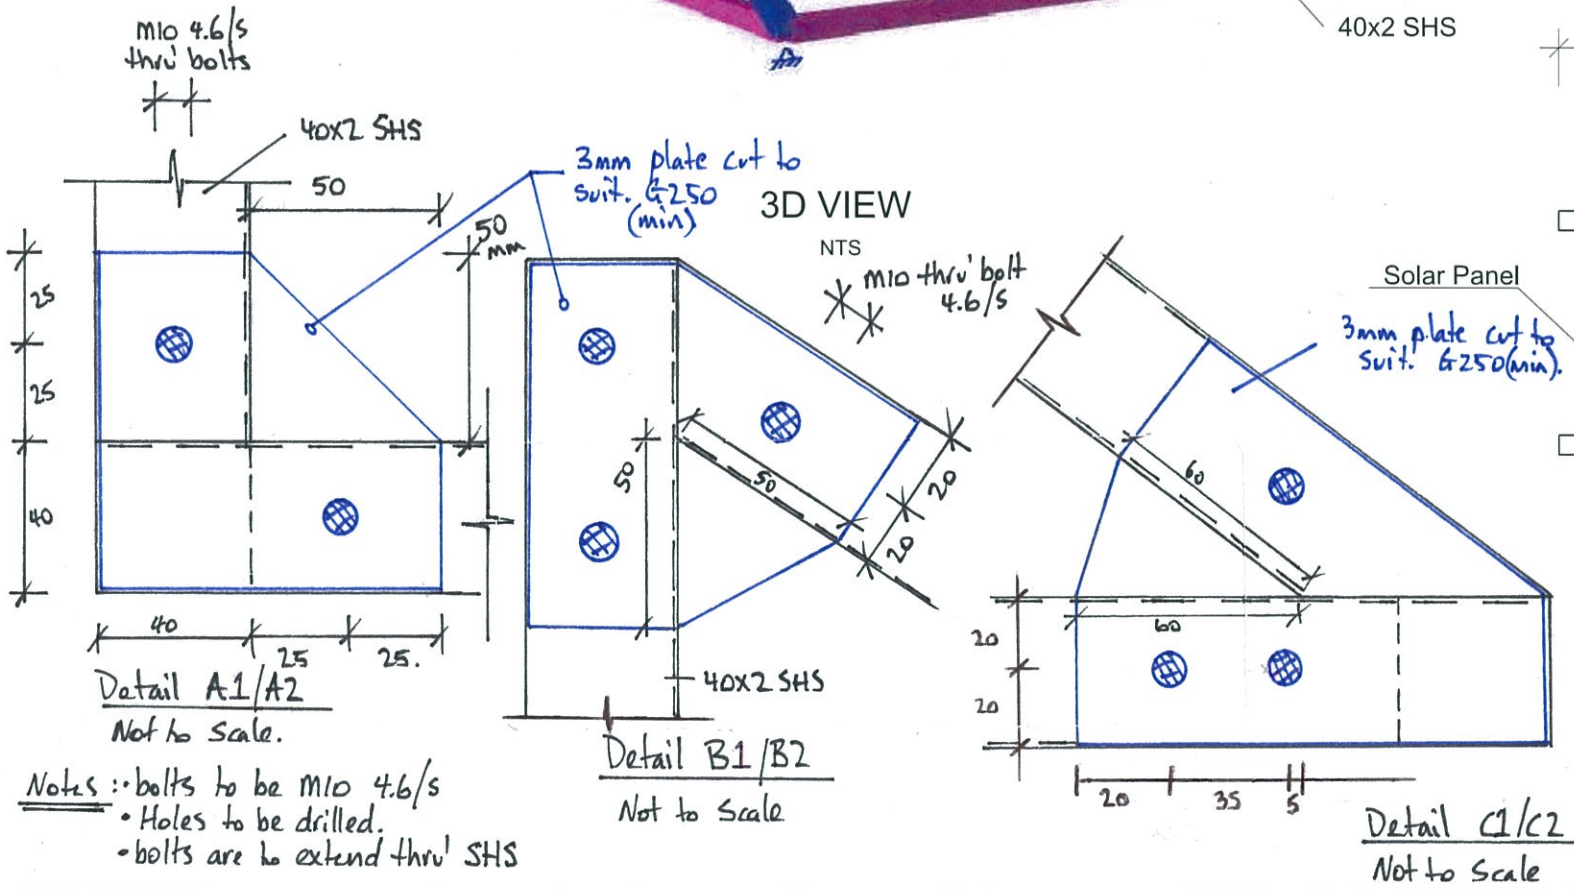 40x2 SHS
M10 4.6/s
thru' bolts
40x2 SHS
50
50
mm
25
25
40
40
25
25.
Detail A1/A2
Not to Scale.
3mm plate cut to
suit. G250
(min)
3D VIEW
NTS
M10 thru' bolt
4.6/s
50
50
20
20
40x2 SHS
Detail B1/B2
Not to Scale
Solar Panel
3mm plate cut to
suit. G250(min).
60
60
20
20
20
35
5
Detail C1/C2
Not to Scale
Notes :• bolts to be M10 4.6/s
• Holes to be drilled.
• bolts are to extend thru' SHS